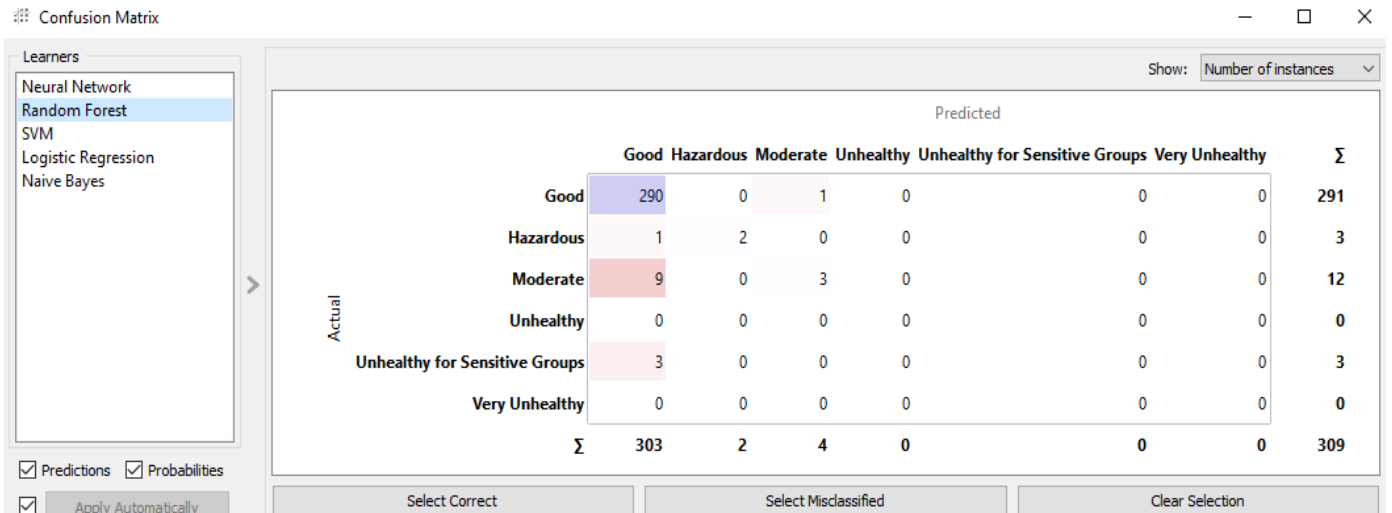 Confusion Matrix
Learners
Neural Network
Random Forest
SVM
Logistic Regression
Naive Bayes
Predictions Probabilities
Apply Automatically
Show: Number of instances
Predicted
Good Hazardous Moderate Unhealthy Unhealthy for Sensitive Groups Very Unhealthy Σ
Actual
Good 290 0 1 0 0 0 291
Hazardous 1 2 0 0 0 0 3
Moderate 9 0 3 0 0 0 12
Unhealthy 0 0 0 0 0 0 0
Unhealthy for Sensitive Groups 3 0 0 0 0 0 3
Very Unhealthy 0 0 0 0 0 0 0
Σ 303 2 4 0 0 0 309
Select Correct Select Misclassified Clear Selection